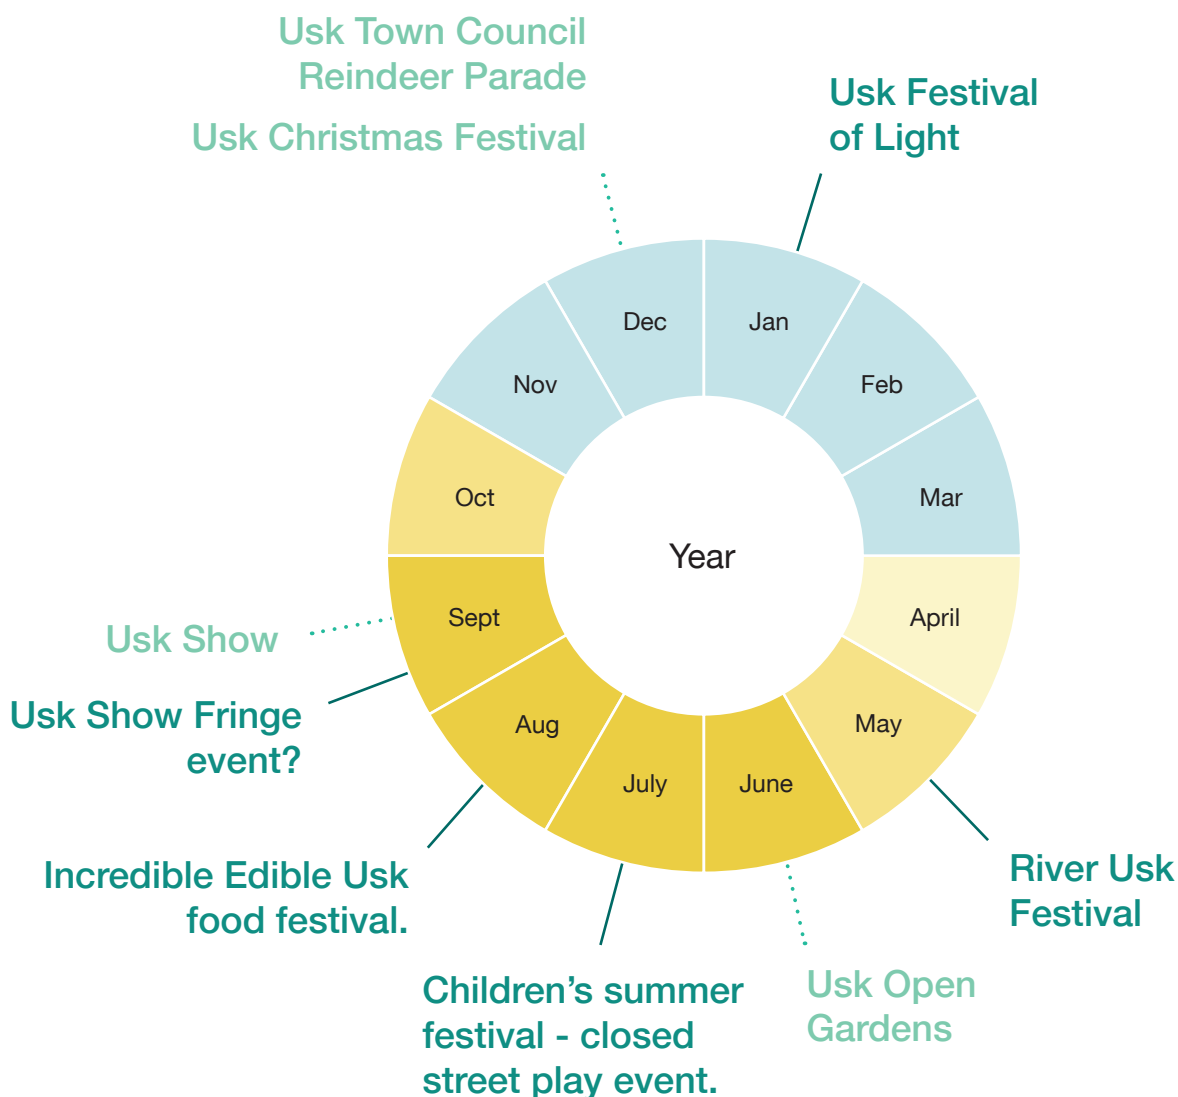 Usk Town Council
Reindeer Parade
Usk Christmas Festival
Usk Festival
of Light
Dec
Jan
Nov
Feb
Oct
Mar
Year
Sept
April
Aug
May
July
June
Usk Show
Usk Show Fringe
event?
Incredible Edible Usk
food festival.
Children’s summer
festival - closed
street play event.
Usk Open
Gardens
River Usk
Festival